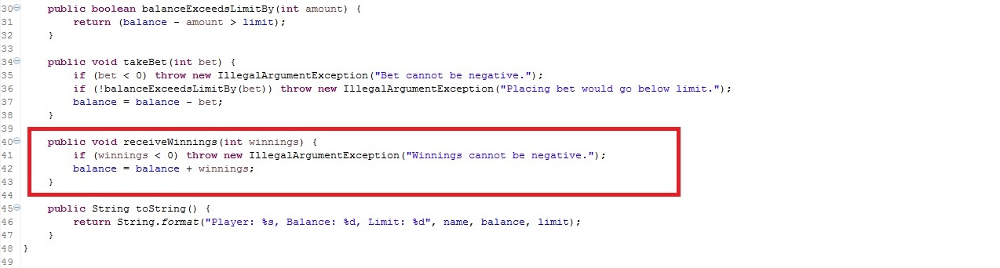 30 public boolean balanceExceedsLimitBy(int amount) {
31 return (balance - amount > limit);
32 }
33
34 public void takeBet(int bet) {
35 if (bet < 0) throw new IllegalArgumentException("Bet cannot be negative.");
36 if (!balanceExceedsLimitBy(bet)) throw new IllegalArgumentException("Placing bet would go below limit.");
37 balance = balance - bet;
38 }
39
40 public void receiveWinnings(int winnings) {
41 if (winnings < 0) throw new IllegalArgumentException("Winnings cannot be negative.");
42 balance = balance + winnings;
43 }
44
45 public String toString() {
46 return String.format("Player: %s, Balance: %d, Limit: %d", name, balance, limit);
47 }
48 }
49